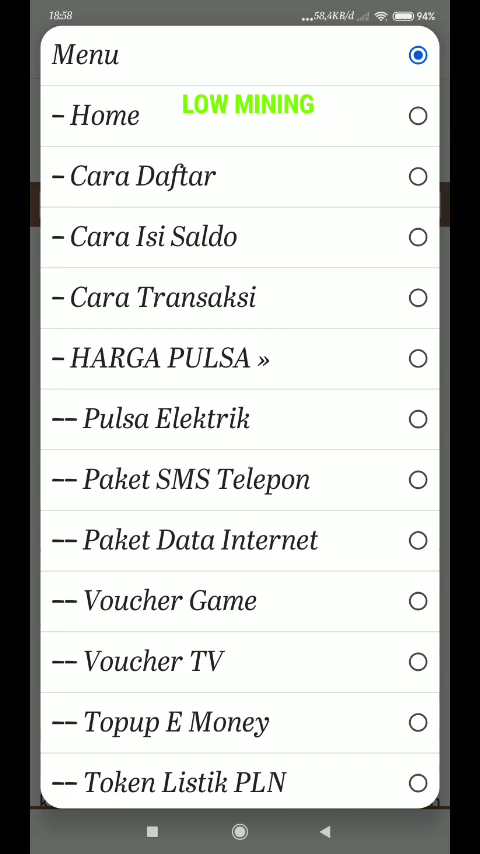 18:58 ...58,4KB/d 94%
Menu
LOW MINING
– Home
– Cara Daftar
– Cara Isi Saldo
– Cara Transaksi
– HARGA PULSA »
–– Pulsa Elektrik
–– Paket SMS Telepon
–– Paket Data Internet
–– Voucher Game
–– Voucher TV
–– Topup E Money
–– Token Listik PLN